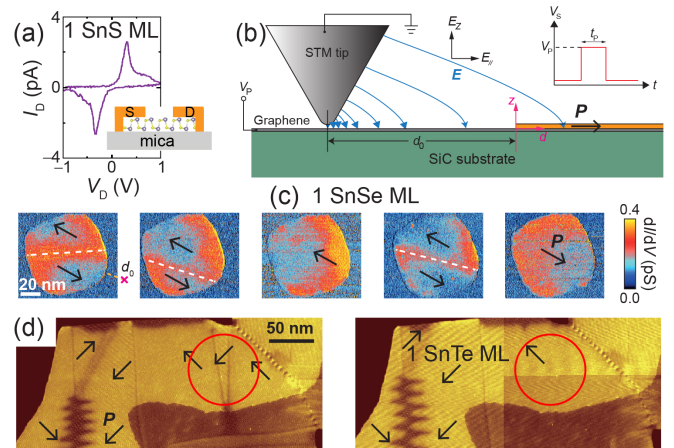 (a) 1 SnS ML
I_D (pA)
4
2
0
−2
−4
−1 0 1
V_D (V)
S D
mica
(b)
STM tip
E_Z
E_//
E
V_S
V_P
t_P
t
V_P
Graphene
z
P
d_0
d
SiC substrate
(c) 1 SnSe ML
P
d_0
20 nm
0.4
0.0
dI/dV (pS)
(d)
50 nm
P
1 SnTe ML